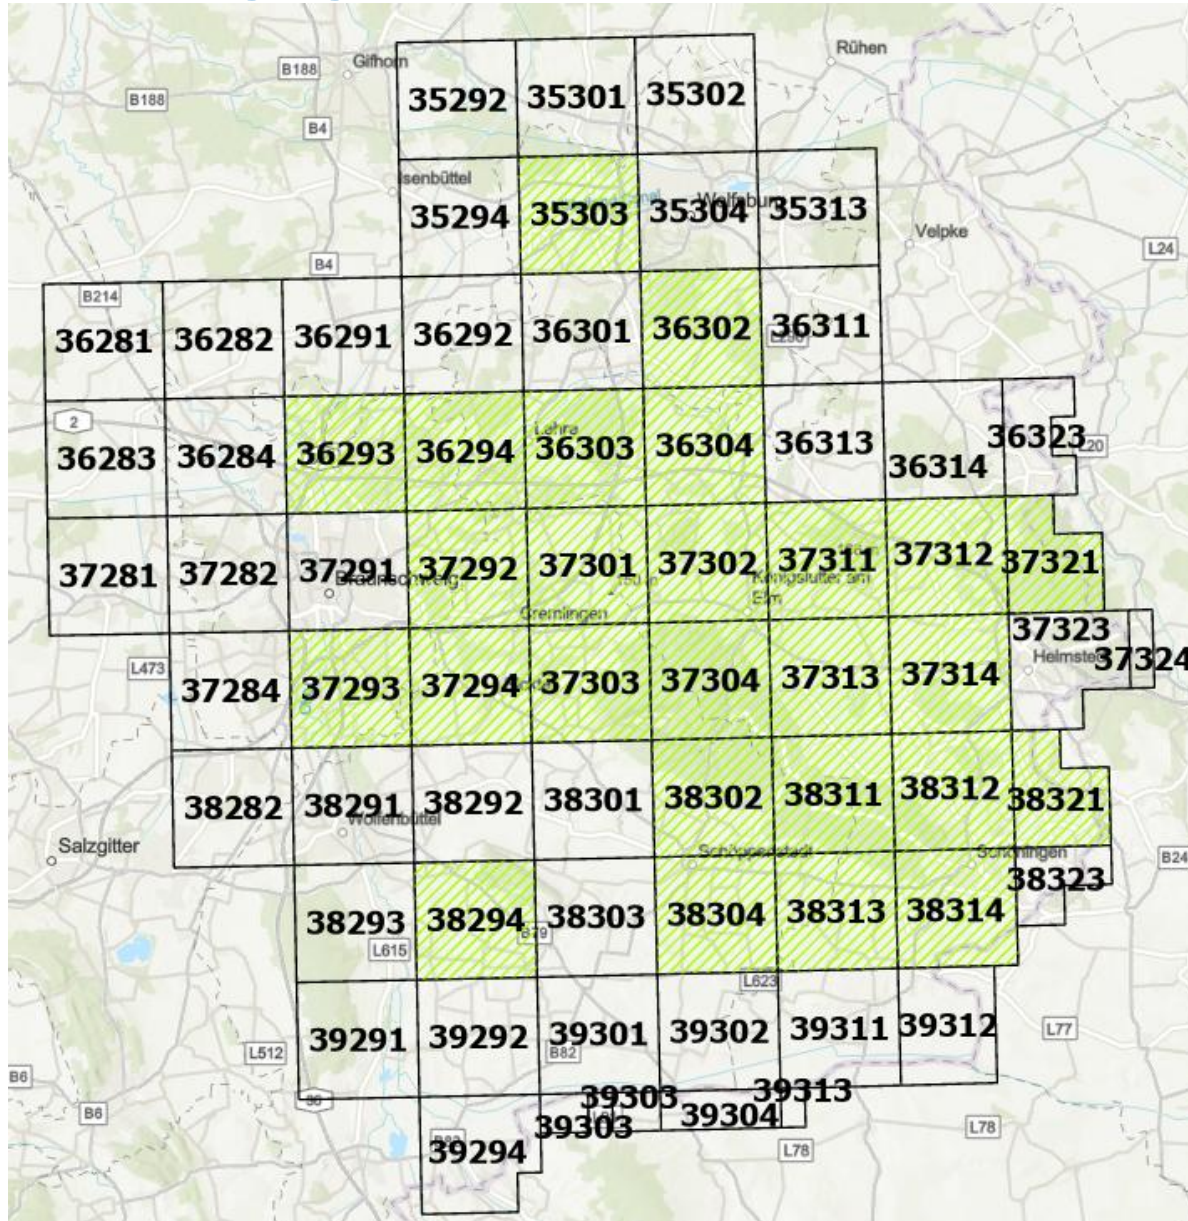 Rühen
Gifhorn
B188
B188
35292 35301 35302
B4
Isenbüttel
35294 35303 35304 35313
Velpke
L24
B4
B214
36281 36282 36291 36292 36301 36302 36311
2
Lehre
36283 36284 36293 36294 36303 36304 36313 36314 36323
L20
37281 37282 37291 37292 37301 37302 37311 37312 37321
Braunschweig
Königslutter am
Elm
Cremlingen
37323
Helmsted
37324
L473
37284 37293 37294 37303 37304 37313 37314
38282 38291 38292 38301 38302 38311 38312 38321
Wolfenbüttel
Salzgitter
Schöppenstedt
Schöningen
B24
38323
38293 38294 38303 38304 38313 38314
B79
L615
L623
39291 39292 39301 39302 39311 39312
L77
L512
B82
B6
39303 39313
B6
39303 39304
L78
39294
L78